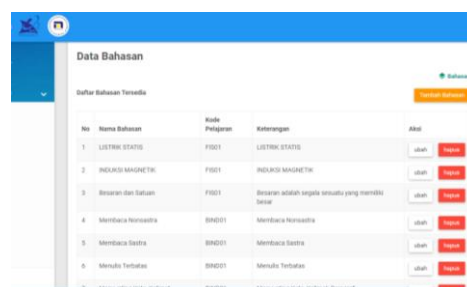 Data Bahasan
Bahasa
Daftar Bahasan Tersedia
Tambah Bahasan
No Nama Bahasan Kode Pelajaran Keterangan Aksi
1 LISTRIK STATIS FIS01 LISTRIK STATIS ubah hapus
2 INDUKSI MAGNETIK FIS01 INDUKSI MAGNETIK ubah hapus
3 Besaran dan Satuan FIS01 Besaran adalah segala sesuatu yang memiliki
besar ubah hapus
4 Membaca Nonsastra BIND01 Membaca Nonsastra ubah hapus
5 Membaca Sastra BIND01 Membaca Sastra ubah hapus
6 Menulis Terbatas BIND01 Menulis Terbatas ubah hapus